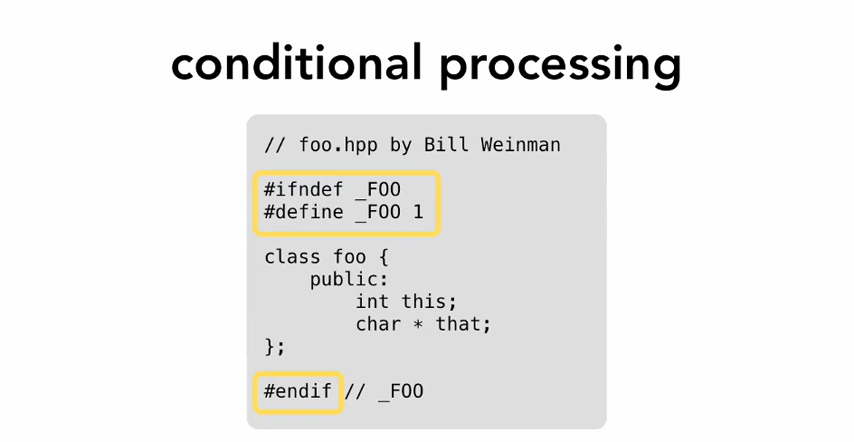 conditional processing
// foo.hpp by Bill Weinman
#ifndef _FOO
#define _FOO 1
class foo {
    public:
        int this;
        char * that;
};
#endif // _FOO